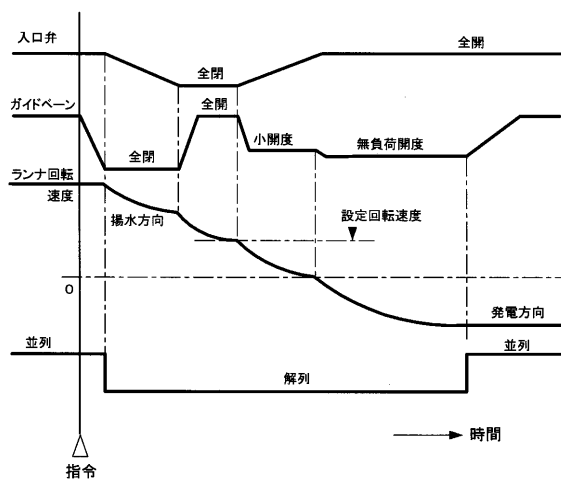 入口弁
全開
全閉
ガイドベーン
全開
小開度
無負荷開度
全閉
ランナ回転
速度
揚水方向
設定回転速度
0
発電方向
並列
並列
解列
時間
指令